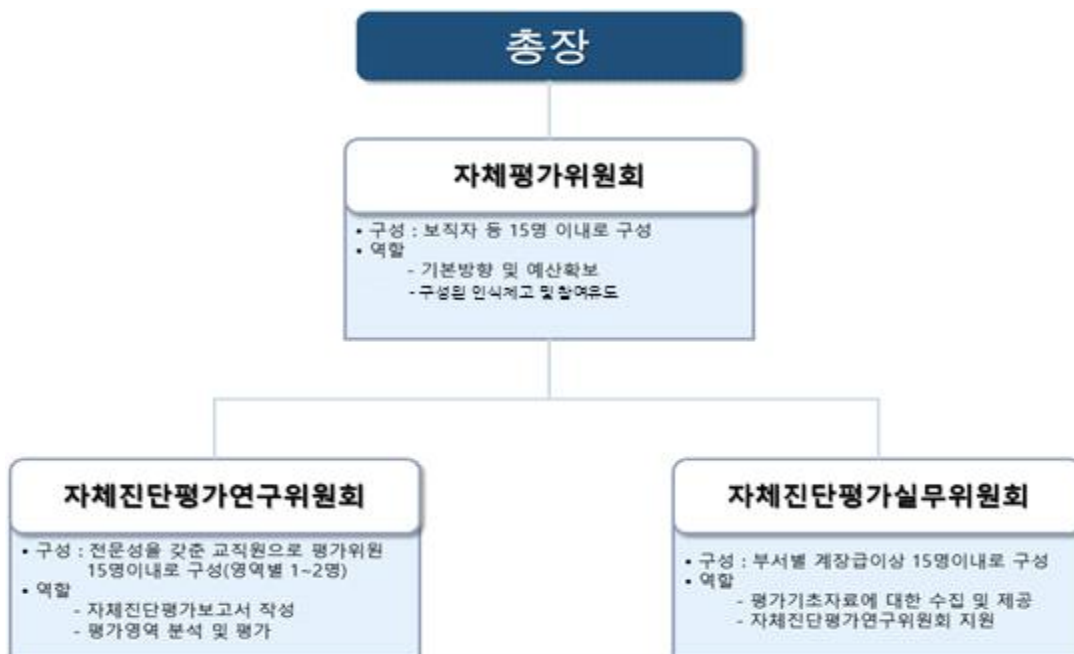 총장
자체평가위원회
• 구성 : 보직자 등 15명 이내로 구성
• 역할
- 기본방향 및 예산확보
- 구성원 인식제고 및 참여유도
자체진단평가연구위원회
• 구성 : 전문성을 갖춘 교직원으로 평가위원
15명이내로 구성(영역별 1~2명)
• 역할
- 자체진단평가보고서 작성
- 평가영역 분석 및 평가
자체진단평가실무위원회
• 구성 : 부서별 계장급이상 15명이내로 구성
• 역할
- 평가기초자료에 대한 수집 및 제공
- 자체진단평가연구위원회 지원